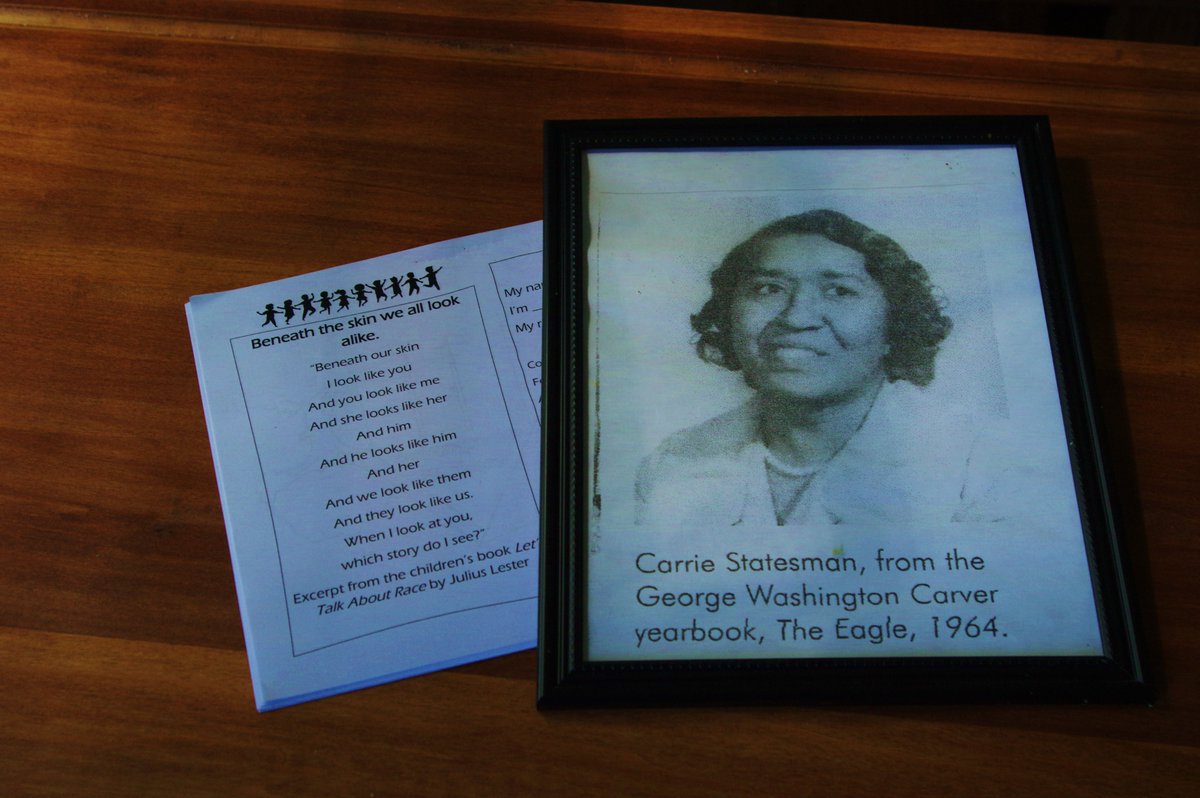 Beneath the skin we all look
alike.
"Beneath our skin
I look like you
And you look like me
And she looks like her
And him
And he looks like him
And her
And we look like them
And they look like us.
When I look at you,
which story do I see?"
Excerpt from the children's book Let'
Talk About Race by Julius Lester
My
I'm
My
Carrie Statesman, from the
George Washington Carver
yearbook, The Eagle, 1964.